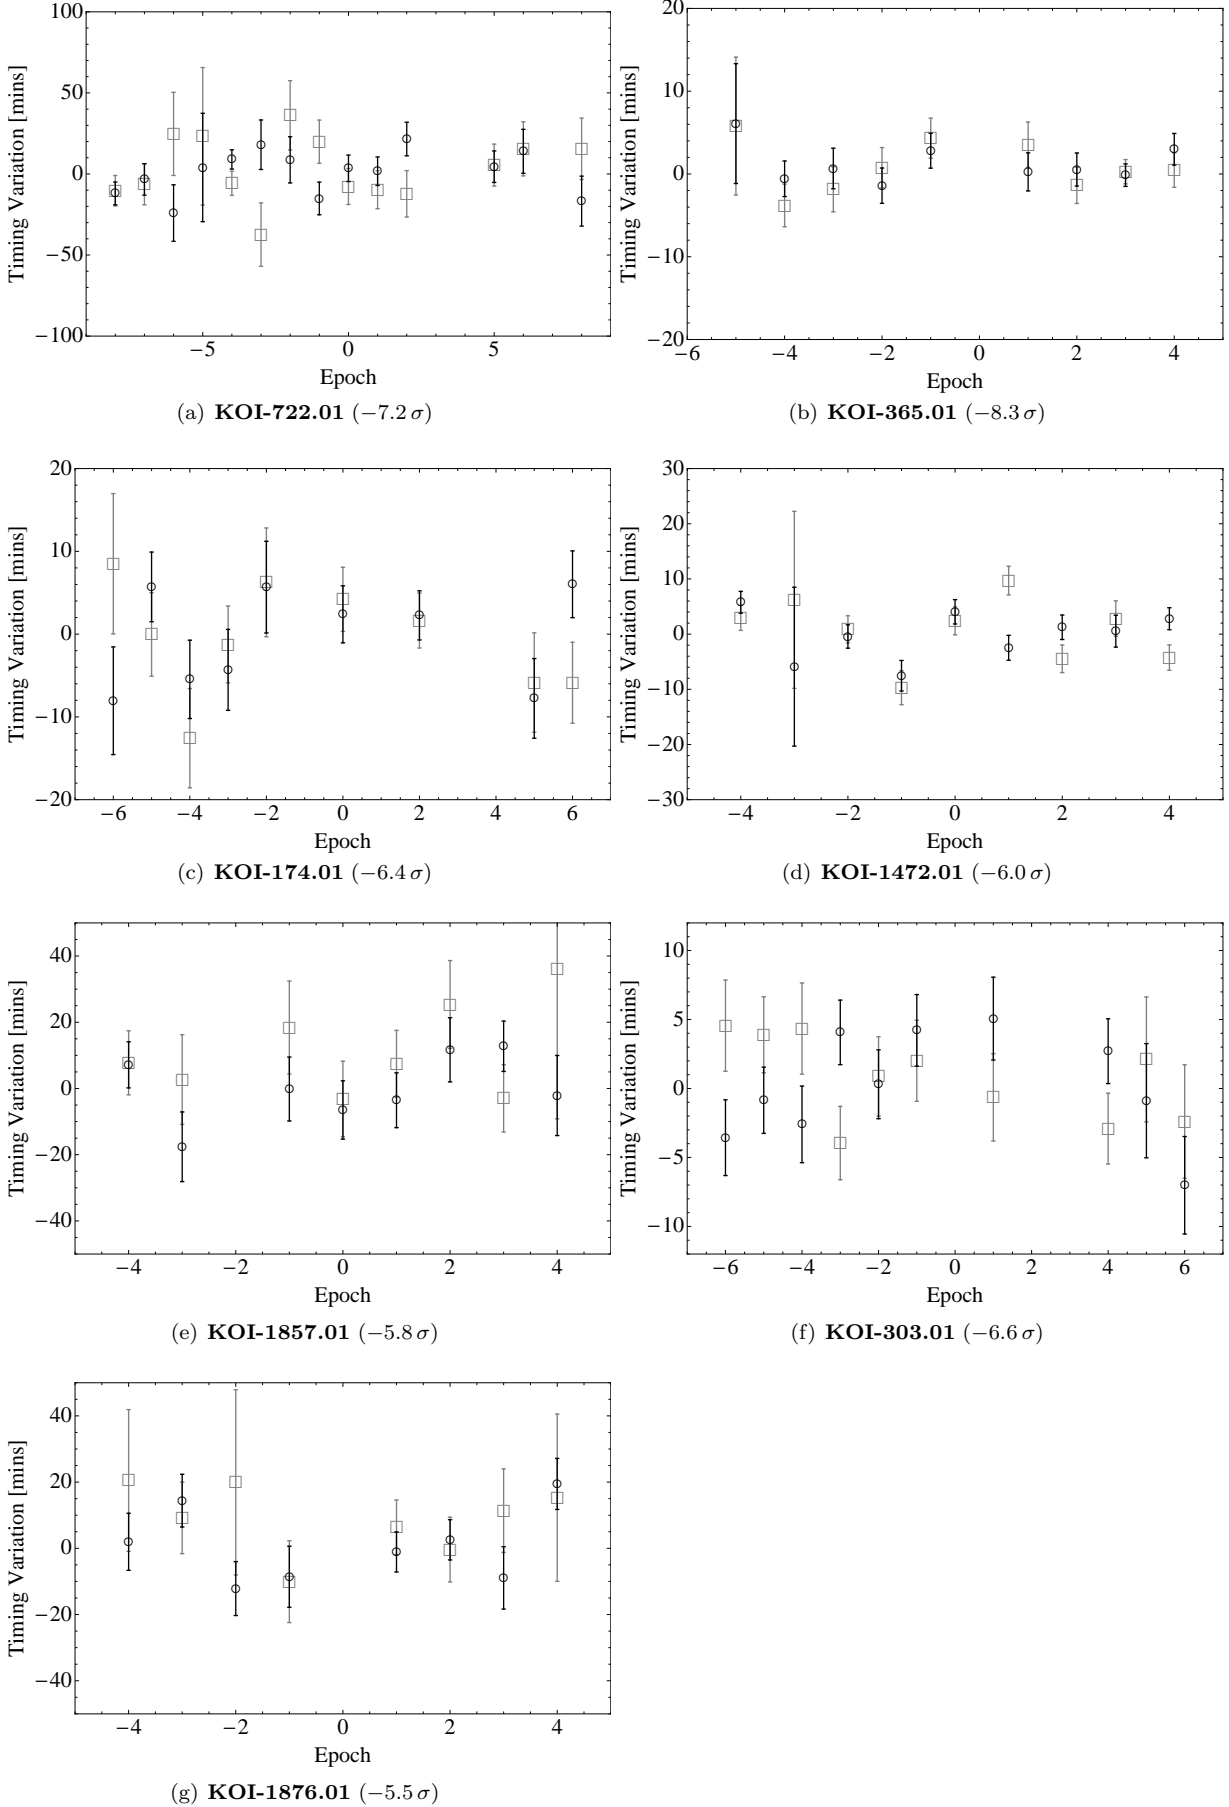 100
50
0
−50
−100
Timing Variation [mins]
−5 0 5
Epoch
(a) KOI-722.01 (−7.2 σ)
20
10
0
−10
−20
Timing Variation [mins]
−6 −4 −2 0 2 4
Epoch
(b) KOI-365.01 (−8.3 σ)
20
10
0
−10
−20
Timing Variation [mins]
−6 −4 −2 0 2 4 6
Epoch
(c) KOI-174.01 (−6.4 σ)
30
20
10
0
−10
−20
−30
Timing Variation [mins]
−4 −2 0 2 4
Epoch
(d) KOI-1472.01 (−6.0 σ)
40
20
0
−20
−40
Timing Variation [mins]
−4 −2 0 2 4
Epoch
(e) KOI-1857.01 (−5.8 σ)
10
5
0
−5
−10
Timing Variation [mins]
−6 −4 −2 0 2 4 6
Epoch
(f) KOI-303.01 (−6.6 σ)
40
20
0
−20
−40
Timing Variation [mins]
−4 −2 0 2 4
Epoch
(g) KOI-1876.01 (−5.5 σ)